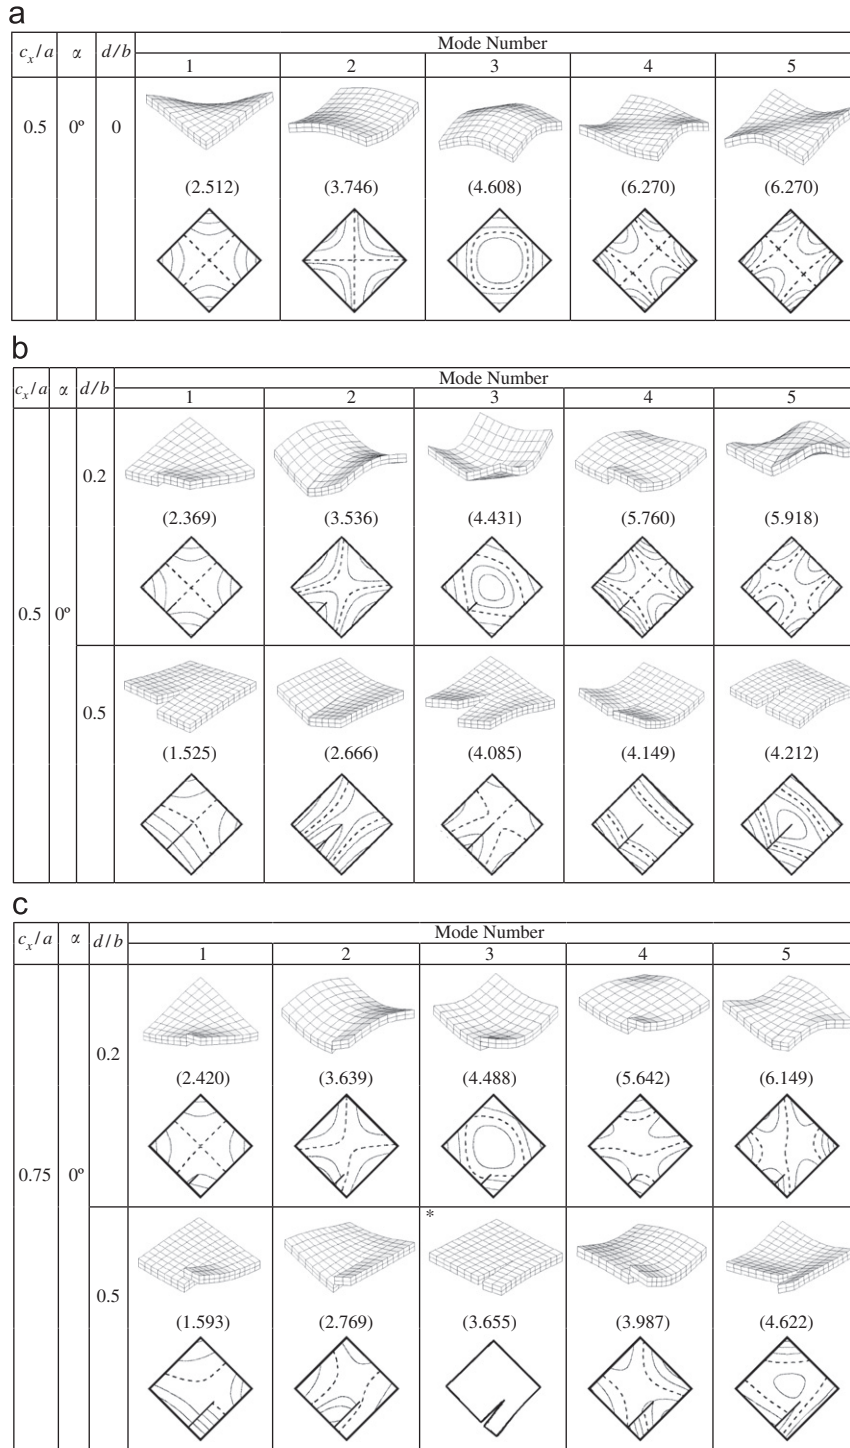 a
c_x/a α d/b Mode Number
1 2 3 4 5
0.5 0º 0
(2.512) (3.746) (4.608) (6.270) (6.270)
b
c_x/a α d/b Mode Number
1 2 3 4 5
0.2
(2.369) (3.536) (4.431) (5.760) (5.918)
0.5 0º
0.5
(1.525) (2.666) (4.085) (4.149) (4.212)
c
c_x/a α d/b Mode Number
1 2 3 4 5
0.2
(2.420) (3.639) (4.488) (5.642) (6.149)
0.75 0º
*
0.5
(1.593) (2.769) (3.655) (3.987) (4.622)